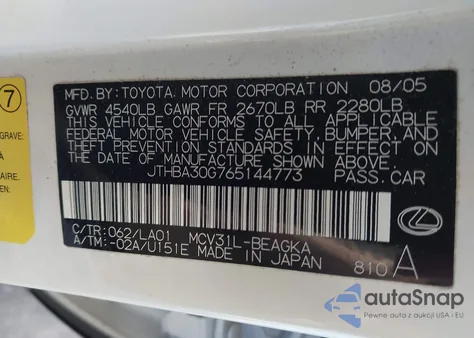 7
GRAVE:
À
AIRE.
EN
MFD. BY: TOYOTA MOTOR CORPORATION 08/05
GVWR 4540LB GAWR FR 2670LB RR 2280LB
THIS VEHICLE CONFORMS TO ALL APPLICABLE
FEDERAL MOTOR VEHICLE SAFETY, BUMPER, AND
THEFT PREVENTION STANDARDS IN EFFECT ON
THE DATE OF MANUFACTURE SHOWN ABOVE.
JTHBA30G765144773 PASS.CAR
C/TR: 062/LA01 MCV31L-BEAGKA
A/TM: -02A/U151E MADE IN JAPAN 810 A
autoSnap
Pewne auta z aukcji USA i EU